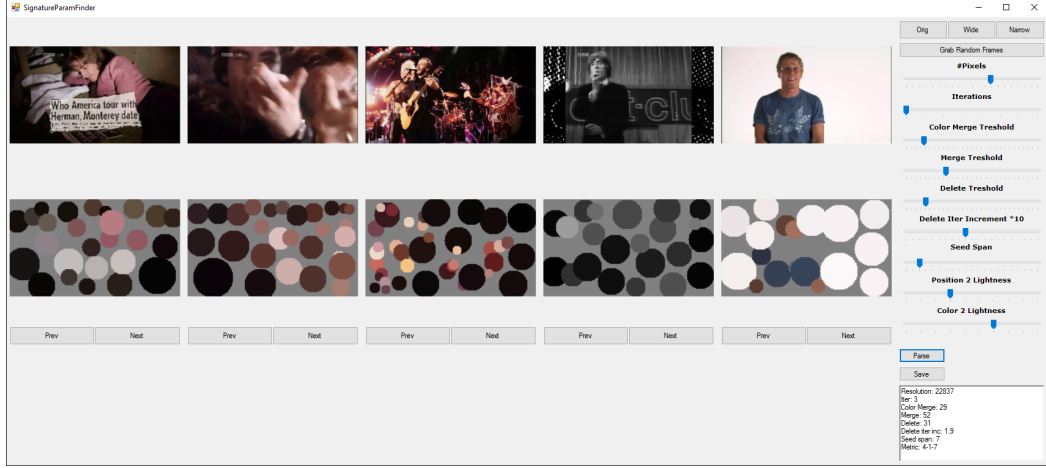 SignatureParamFinder
Orig Wide Narrow
Grab Random Frames
#Pixels
Iterations
Color Merge Treshold
Merge Treshold
Delete Treshold
Delete Iter Increment *10
Seed Span
Position 2 Lightness
Color 2 Lightness
Who America tour with
Herman, Monterey date
Prev Next Prev Next Prev Next Prev Next Prev Next
Parse
Save
Resolution: 22837
Iter: 3
Color Merge: 29
Merge: 52
Delete: 31
Delete iter inc: 1.9
Seed span: 7
Metric: 4-1-7